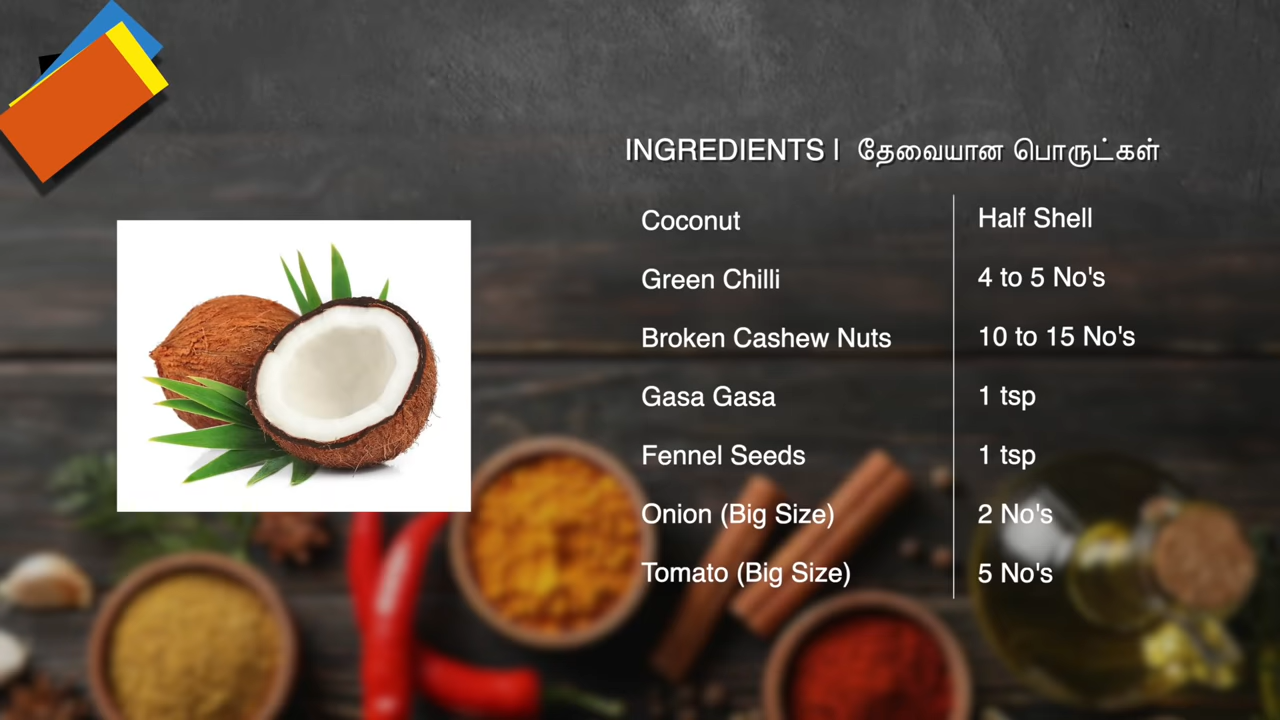 INGREDIENTS | தேவையான பொருட்கள்
Coconut Half Shell
Green Chilli 4 to 5 No's
Broken Cashew Nuts 10 to 15 No's
Gasa Gasa 1 tsp
Fennel Seeds 1 tsp
Onion (Big Size) 2 No's
Tomato (Big Size) 5 No's